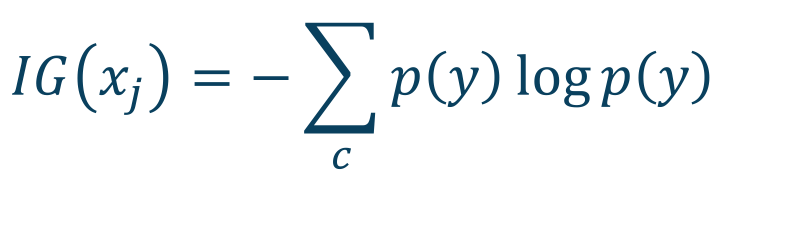 IG(x_j) = − ∑_c p(y) log p(y)